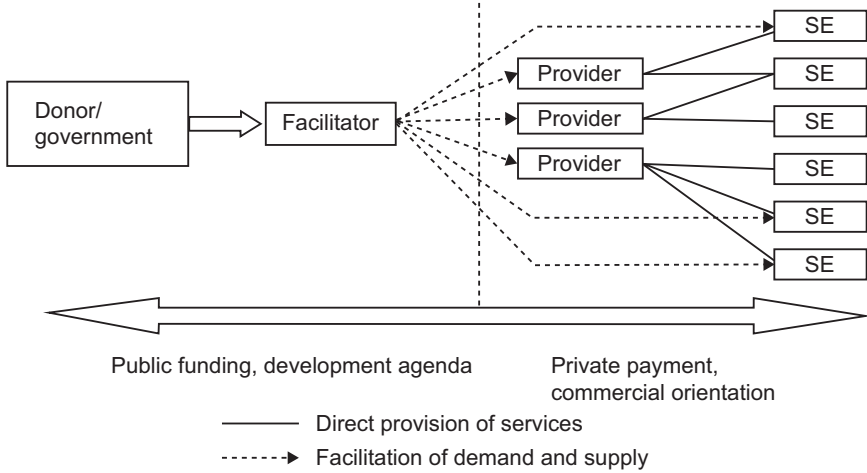 SE
Provider
SE
Donor/
government
Facilitator
Provider
SE
Provider
SE
SE
SE
Public funding, development agenda
Private payment,
commercial orientation
Direct provision of services
Facilitation of demand and supply